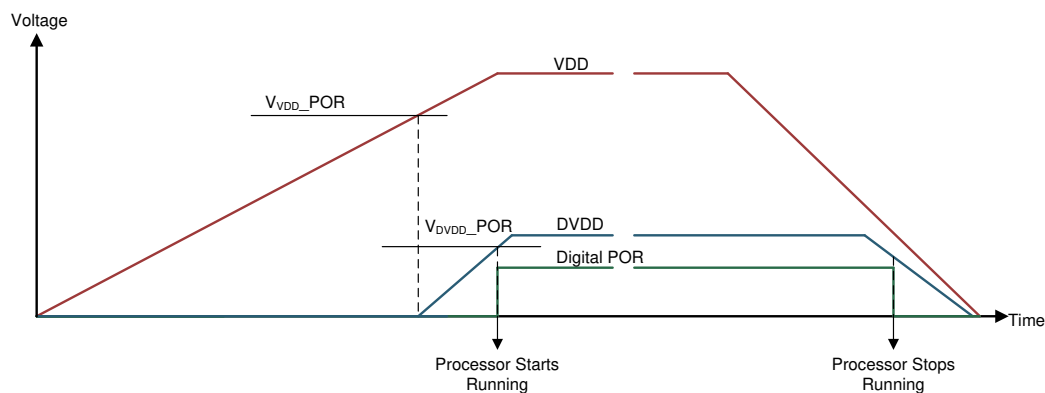 Voltage
VDD
VVDD_POR
VDVDD_POR
DVDD
Digital POR
Time
Processor Starts
Running
Processor Stops
Running